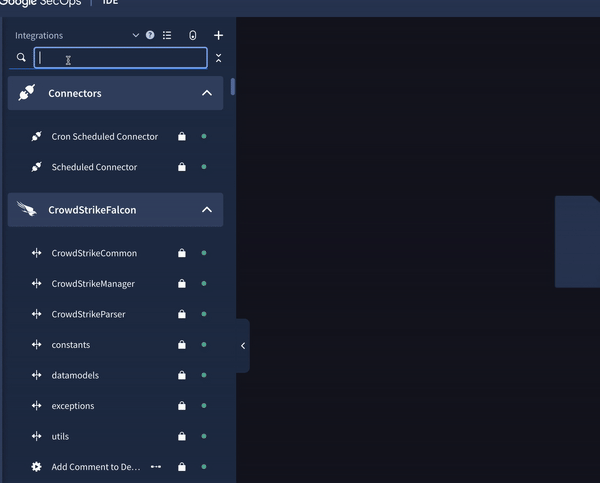 Google SecOps | IDE
Integrations
Connectors
Cron Scheduled Connector
Scheduled Connector
CrowdStrikeFalcon
CrowdStrikeCommon
CrowdStrikeManager
CrowdStrikeParser
constants
datamodels
exceptions
utils
Add Comment to De...